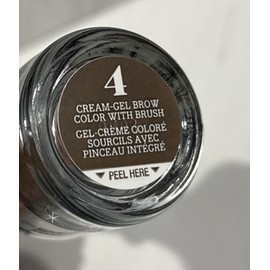 4
CREAM-GEL BROW
COLOR WITH BRUSH
GEL-CRÈME COLORÉ
SOURCILS AVEC
PINCEAU INTÉGRÉ
▼ PEEL HERE ▼